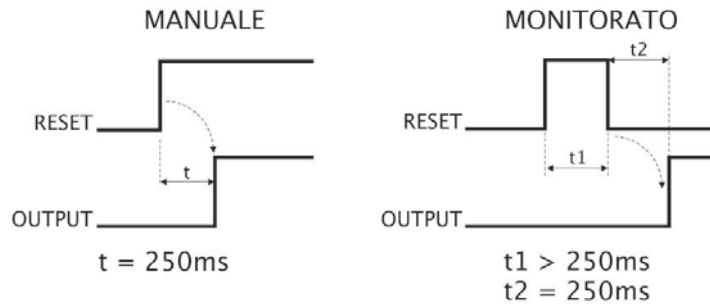 MANUALE
RESET
t
OUTPUT
t = 250ms
MONITORATO
t2
RESET
t1
OUTPUT
t1 > 250ms
t2 = 250ms